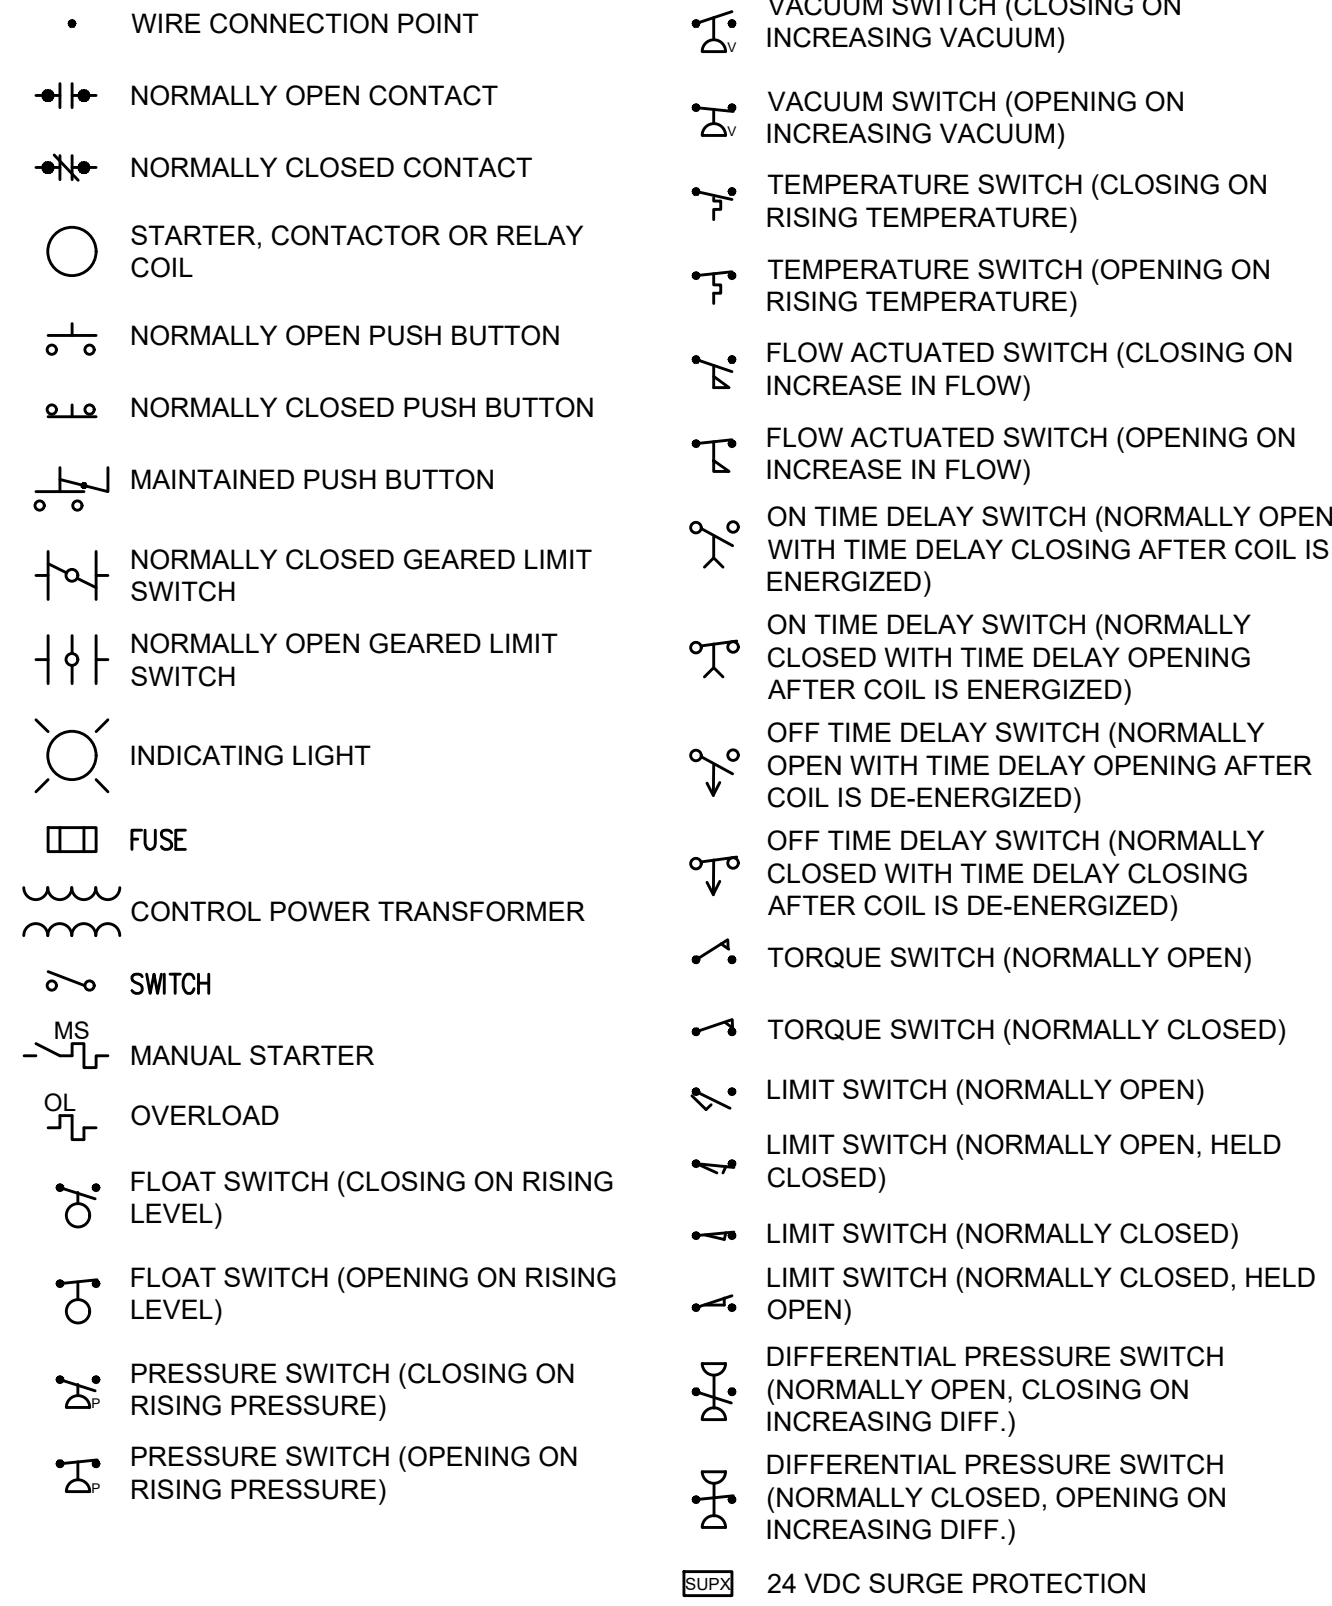 WIRE CONNECTION POINT
NORMALLY OPEN CONTACT
NORMALLY CLOSED CONTACT
STARTER, CONTACTOR OR RELAY
COIL
NORMALLY OPEN PUSH BUTTON
NORMALLY CLOSED PUSH BUTTON
MAINTAINED PUSH BUTTON
NORMALLY CLOSED GEARED LIMIT
SWITCH
NORMALLY OPEN GEARED LIMIT
SWITCH
INDICATING LIGHT
FUSE
CONTROL POWER TRANSFORMER
SWITCH
MS
MANUAL STARTER
OL
OVERLOAD
FLOAT SWITCH (CLOSING ON RISING
LEVEL)
FLOAT SWITCH (OPENING ON RISING
LEVEL)
PRESSURE SWITCH (CLOSING ON
P RISING PRESSURE)
PRESSURE SWITCH (OPENING ON
P RISING PRESSURE)
VACUUM SWITCH (CLOSING ON
V INCREASING VACUUM)
VACUUM SWITCH (OPENING ON
V INCREASING VACUUM)
TEMPERATURE SWITCH (CLOSING ON
RISING TEMPERATURE)
TEMPERATURE SWITCH (OPENING ON
RISING TEMPERATURE)
FLOW ACTUATED SWITCH (CLOSING ON
INCREASE IN FLOW)
FLOW ACTUATED SWITCH (OPENING ON
INCREASE IN FLOW)
ON TIME DELAY SWITCH (NORMALLY OPEN
WITH TIME DELAY CLOSING AFTER COIL IS
ENERGIZED)
ON TIME DELAY SWITCH (NORMALLY
CLOSED WITH TIME DELAY OPENING
AFTER COIL IS ENERGIZED)
OFF TIME DELAY SWITCH (NORMALLY
OPEN WITH TIME DELAY OPENING AFTER
COIL IS DE-ENERGIZED)
OFF TIME DELAY SWITCH (NORMALLY
CLOSED WITH TIME DELAY CLOSING
AFTER COIL IS DE-ENERGIZED)
TORQUE SWITCH (NORMALLY OPEN)
TORQUE SWITCH (NORMALLY CLOSED)
LIMIT SWITCH (NORMALLY OPEN)
LIMIT SWITCH (NORMALLY OPEN, HELD
CLOSED)
LIMIT SWITCH (NORMALLY CLOSED)
LIMIT SWITCH (NORMALLY CLOSED, HELD
OPEN)
DIFFERENTIAL PRESSURE SWITCH
(NORMALLY OPEN, CLOSING ON
INCREASING DIFF.)
DIFFERENTIAL PRESSURE SWITCH
(NORMALLY CLOSED, OPENING ON
INCREASING DIFF.)
SUPX 24 VDC SURGE PROTECTION